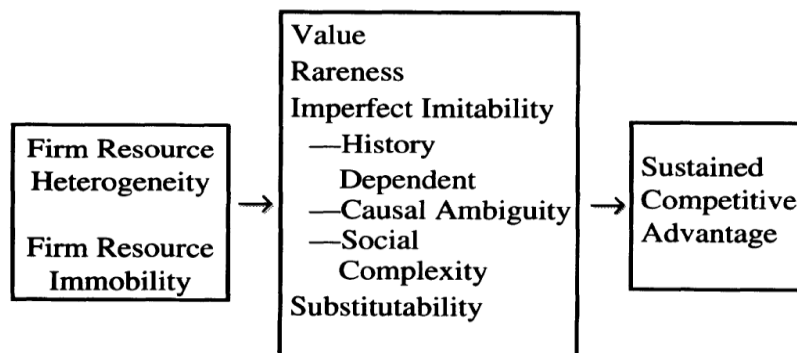 Firm Resource
Heterogeneity
Firm Resource
Immobility
Value
Rareness
Imperfect Imitability
—History
Dependent
—Causal Ambiguity
—Social
Complexity
Substitutability
Sustained
Competitive
Advantage